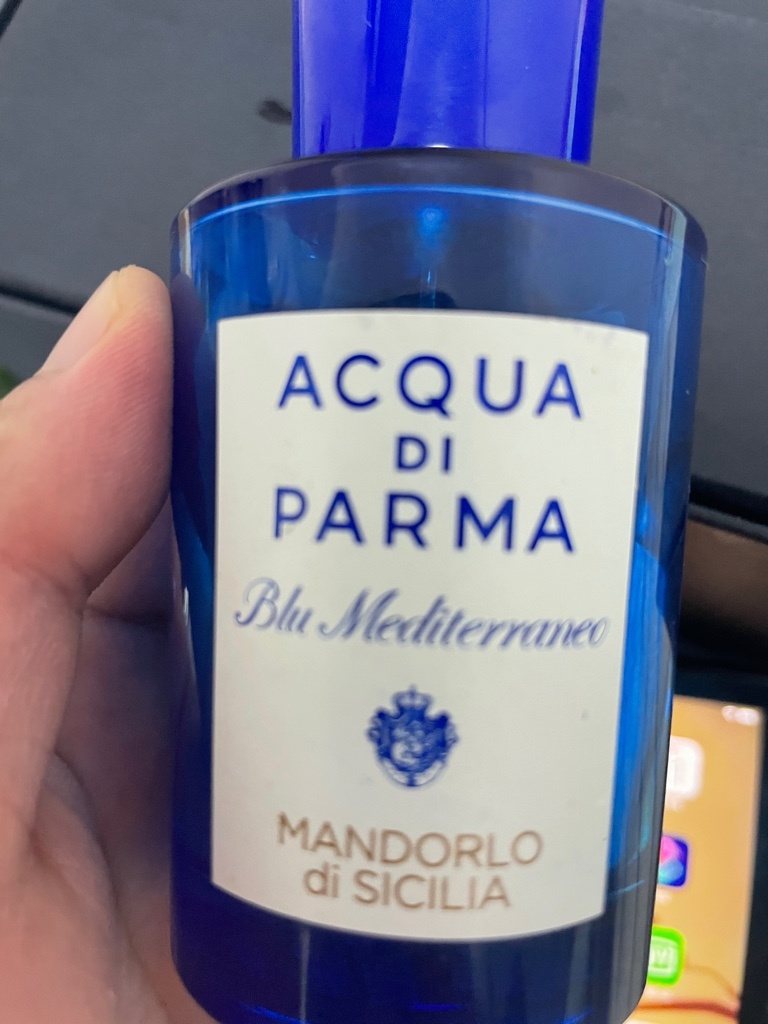 ACQUA
DI
PARMA
Blu Mediterraneo
MANDORLO
di SICILIA